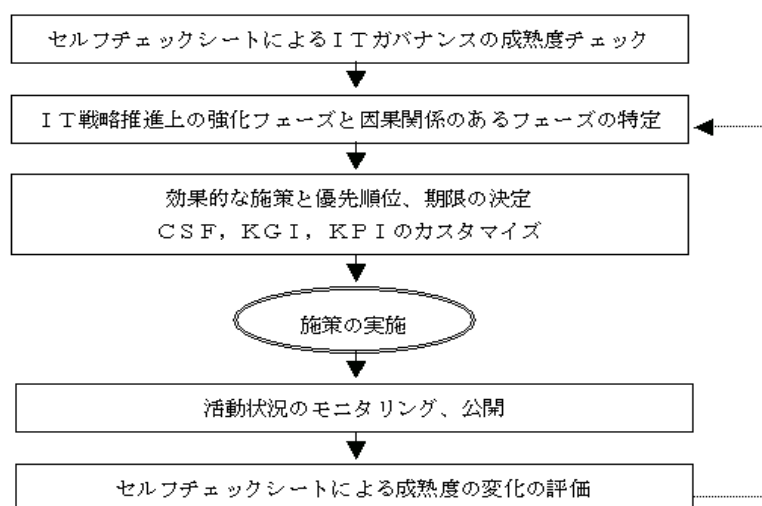 セルフチェックシートによるＩＴガバナンスの成熟度チェック
ＩＴ戦略推進上の強化フェーズと因果関係のあるフェーズの特定
効果的な施策と優先順位、期限の決定
ＣＳＦ，ＫＧＩ，ＫＰＩのカスタマイズ
施策の実施
活動状況のモニタリング、公開
セルフチェックシートによる成熟度の変化の評価